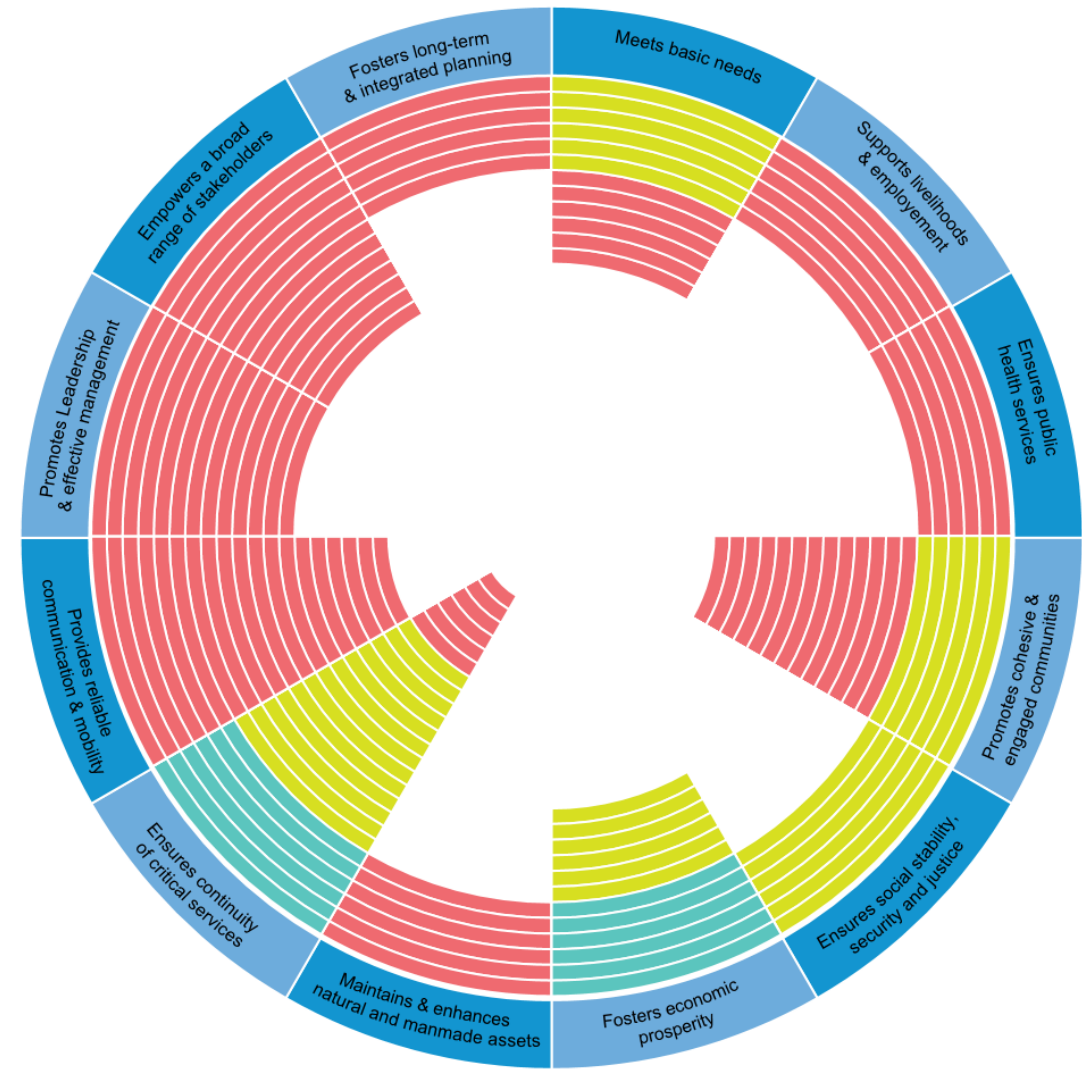 Meets basic needs
Supports livelihoods
& employement
Ensures public
health services
Promotes cohesive &
engaged communities
Ensures social stability,
security and justice
Fosters economic
prosperity
Maintains & enhances
natural and manmade assets
Ensures continuity
of critical services
Provides reliable
communication & mobility
Promotes Leadership
& effective management
Empowers a broad
range of stakeholders
Fosters long-term
& integrated planning